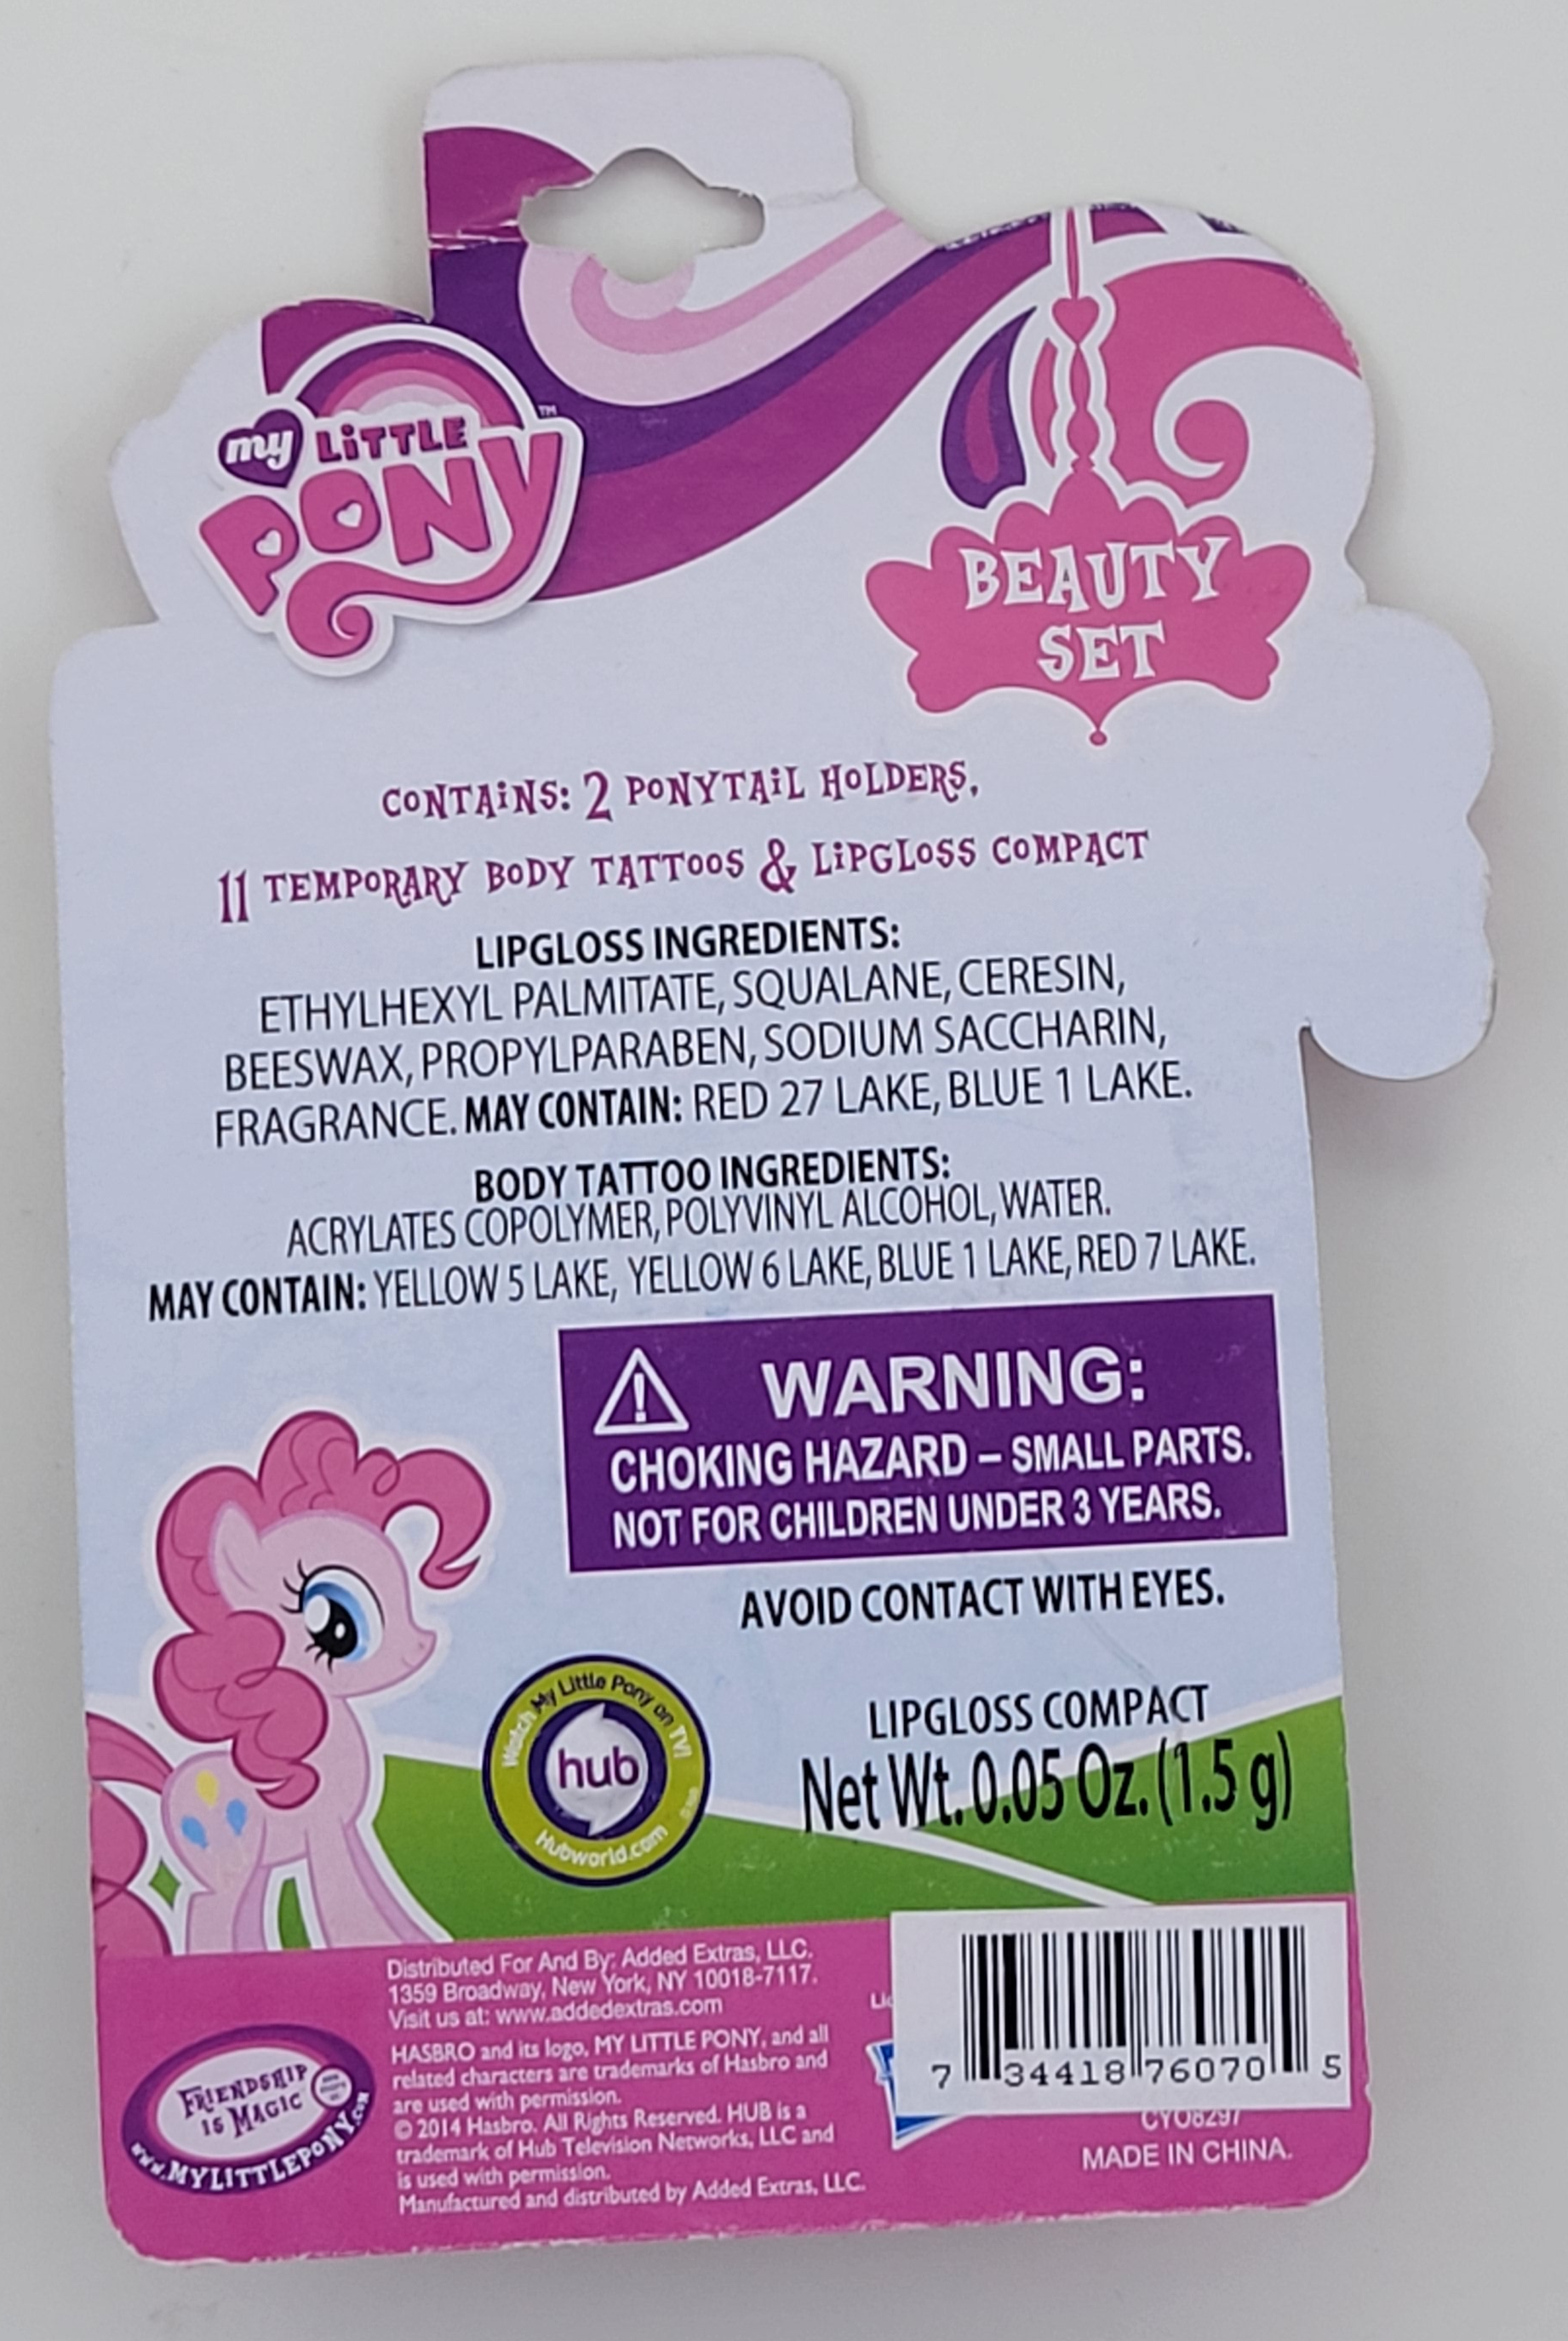 my LiTTLE PONY ™
BEAUTY
SET
CONTAiNS: 2 PONYTAiL HOLDERS,
11 TEMPORARY BODY TATTOOS & LiPGLOSS COMPACT
LIPGLOSS INGREDIENTS:
ETHYLHEXYL PALMITATE, SQUALANE, CERESIN,
BEESWAX, PROPYLPARABEN, SODIUM SACCHARIN,
FRAGRANCE. MAY CONTAIN: RED 27 LAKE, BLUE 1 LAKE.
BODY TATTOO INGREDIENTS:
ACRYLATES COPOLYMER, POLYVINYL ALCOHOL, WATER.
MAY CONTAIN: YELLOW 5 LAKE, YELLOW 6 LAKE, BLUE 1 LAKE, RED 7 LAKE.
WARNING:
CHOKING HAZARD – SMALL PARTS.
NOT FOR CHILDREN UNDER 3 YEARS.
AVOID CONTACT WITH EYES.
Watch My Little Pony on TV!
hub
Hubworld.com
LIPGLOSS COMPACT
Net Wt. 0.05 Oz. (1.5 g)
Distributed For And By: Added Extras, LLC.
1359 Broadway, New York, NY 10018-7117.
Visit us at: www.addedextras.com
HASBRO and its logo, MY LITTLE PONY, and all
related characters are trademarks of Hasbro and
are used with permission.
© 2014 Hasbro. All Rights Reserved. HUB is a
trademark of Hub Television Networks, LLC and
is used with permission.
Manufactured and distributed by Added Extras, LLC.
FRiENDSHiP
iS MAGiC
www.MYLiTTLEPONY.COM
7 34418 76070 5
MADE IN CHINA.